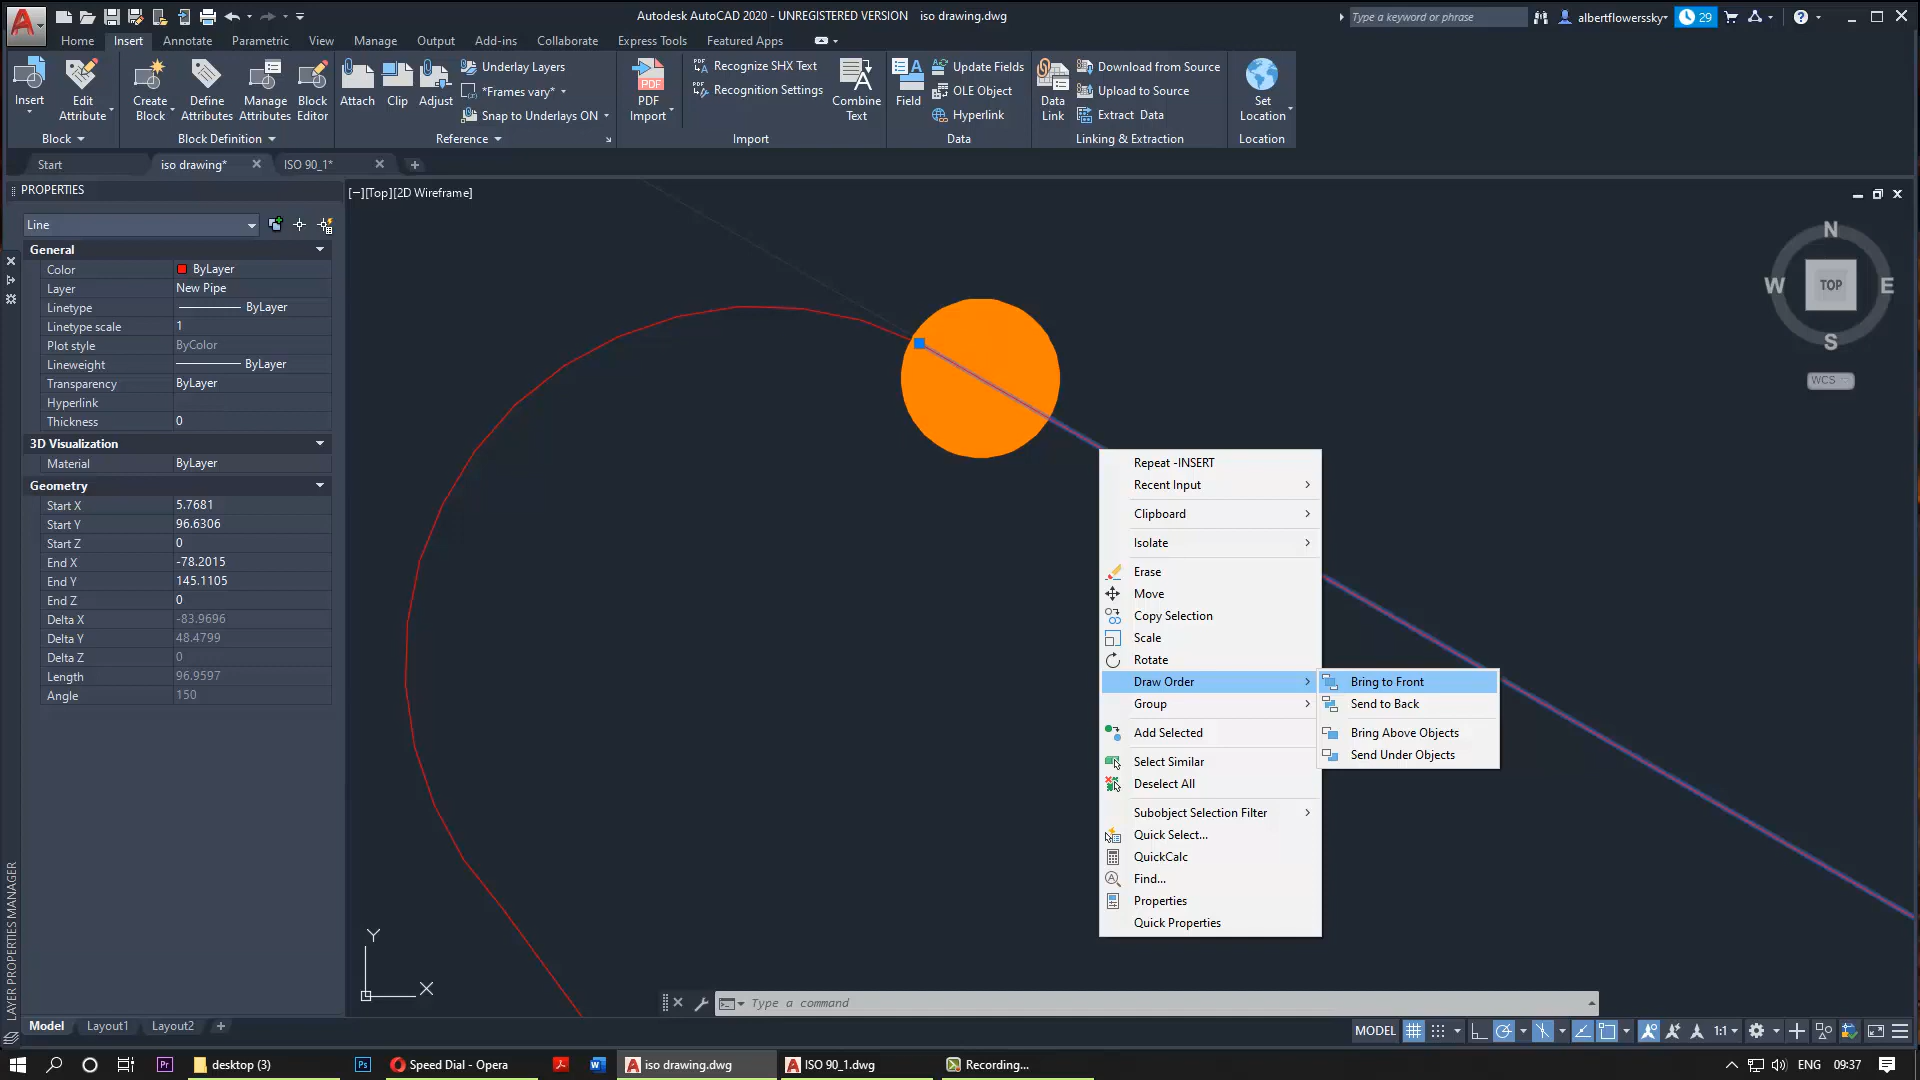 Autodesk AutoCAD 2020 - UNREGISTERED VERSION iso drawing.dwg
Type a keyword or phrase
albertflowerssky
29
Home Insert Annotate Parametric View Manage Output Add-ins Collaborate Express Tools Featured Apps
Insert
Edit Attribute
Create Block
Define Attributes
Manage Attributes
Block Editor
Attach
Clip
Adjust
Underlay Layers
*Frames vary*
Snap to Underlays ON
PDF Import
Recognize SHX Text
Recognition Settings
Combine Text
Field
Update Fields
OLE Object
Hyperlink
Data Link
Download from Source
Upload to Source
Extract Data
Set Location
Block
Block Definition
Reference
Import
Data
Linking & Extraction
Location
Start
iso drawing*
ISO 90_1*
PROPERTIES
[−][Top][2D Wireframe]
Line
General
Color ByLayer
Layer New Pipe
Linetype ByLayer
Linetype scale 1
Plot style ByColor
Lineweight ByLayer
Transparency ByLayer
Hyperlink
Thickness 0
3D Visualization
Material ByLayer
Geometry
Start X 5.7681
Start Y 96.6306
Start Z 0
End X -78.2015
End Y 145.1105
End Z 0
Delta X -83.9696
Delta Y 48.4799
Delta Z 0
Length 96.9597
Angle 150
LAYER PROPERTIES MANAGER
N
W TOP E
S
WCS
Repeat -INSERT
Recent Input
Clipboard
Isolate
Erase
Move
Copy Selection
Scale
Rotate
Draw Order
Group
Add Selected
Select Similar
Deselect All
Subobject Selection Filter
Quick Select...
QuickCalc
Find...
Properties
Quick Properties
Bring to Front
Send to Back
Bring Above Objects
Send Under Objects
Y
X
Type a command
Model Layout1 Layout2
MODEL 1:1
desktop (3)
Speed Dial - Opera
iso drawing.dwg
ISO 90_1.dwg
Recording...
ENG 09:37